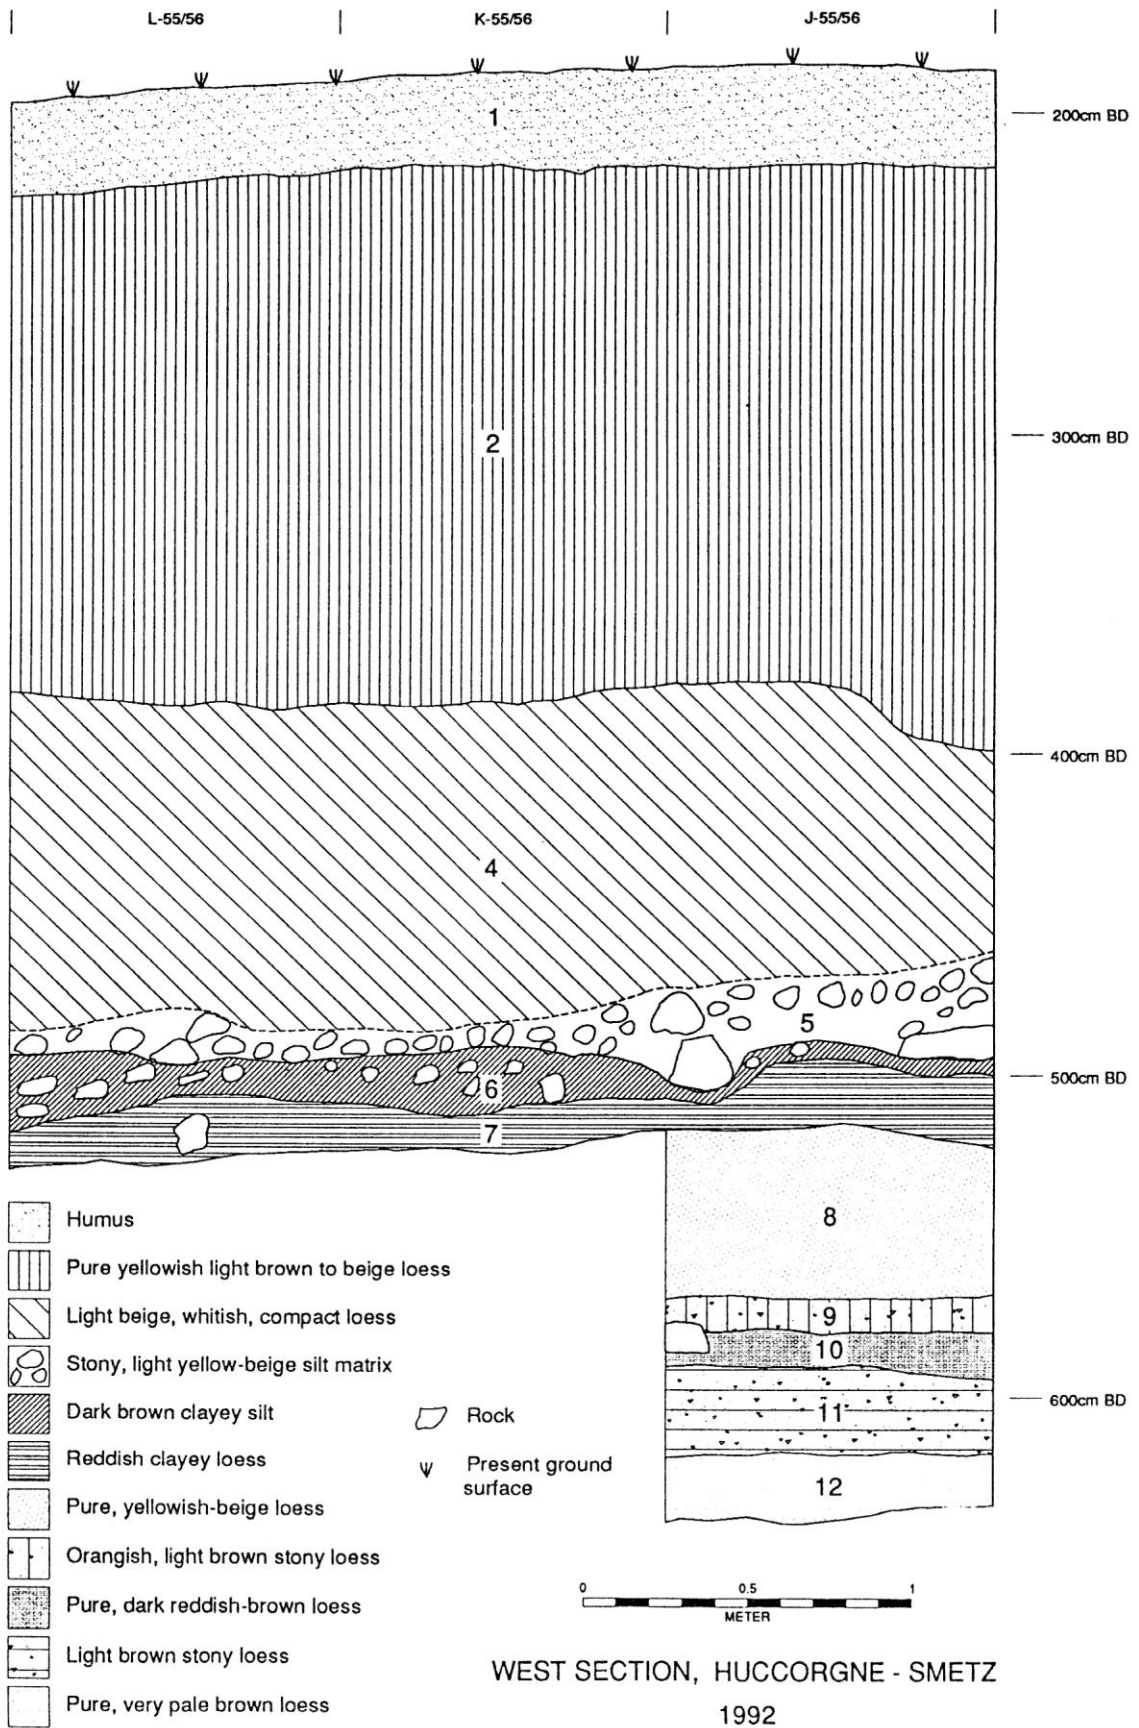 L-55/56 K-55/56 J-55/56
200cm BD
1
300cm BD
2
400cm BD
4
5
500cm BD
6
7
8
9
10
600cm BD
11
12
Humus
Pure yellowish light brown to beige loess
Light beige, whitish, compact loess
Stony, light yellow-beige silt matrix
Dark brown clayey silt
Reddish clayey loess
Pure, yellowish-beige loess
Orangish, light brown stony loess
Pure, dark reddish-brown loess
Light brown stony loess
Pure, very pale brown loess
Rock
Present ground
surface
0 0.5 1
METER
WEST SECTION, HUCCORGNE - SMETZ
1992